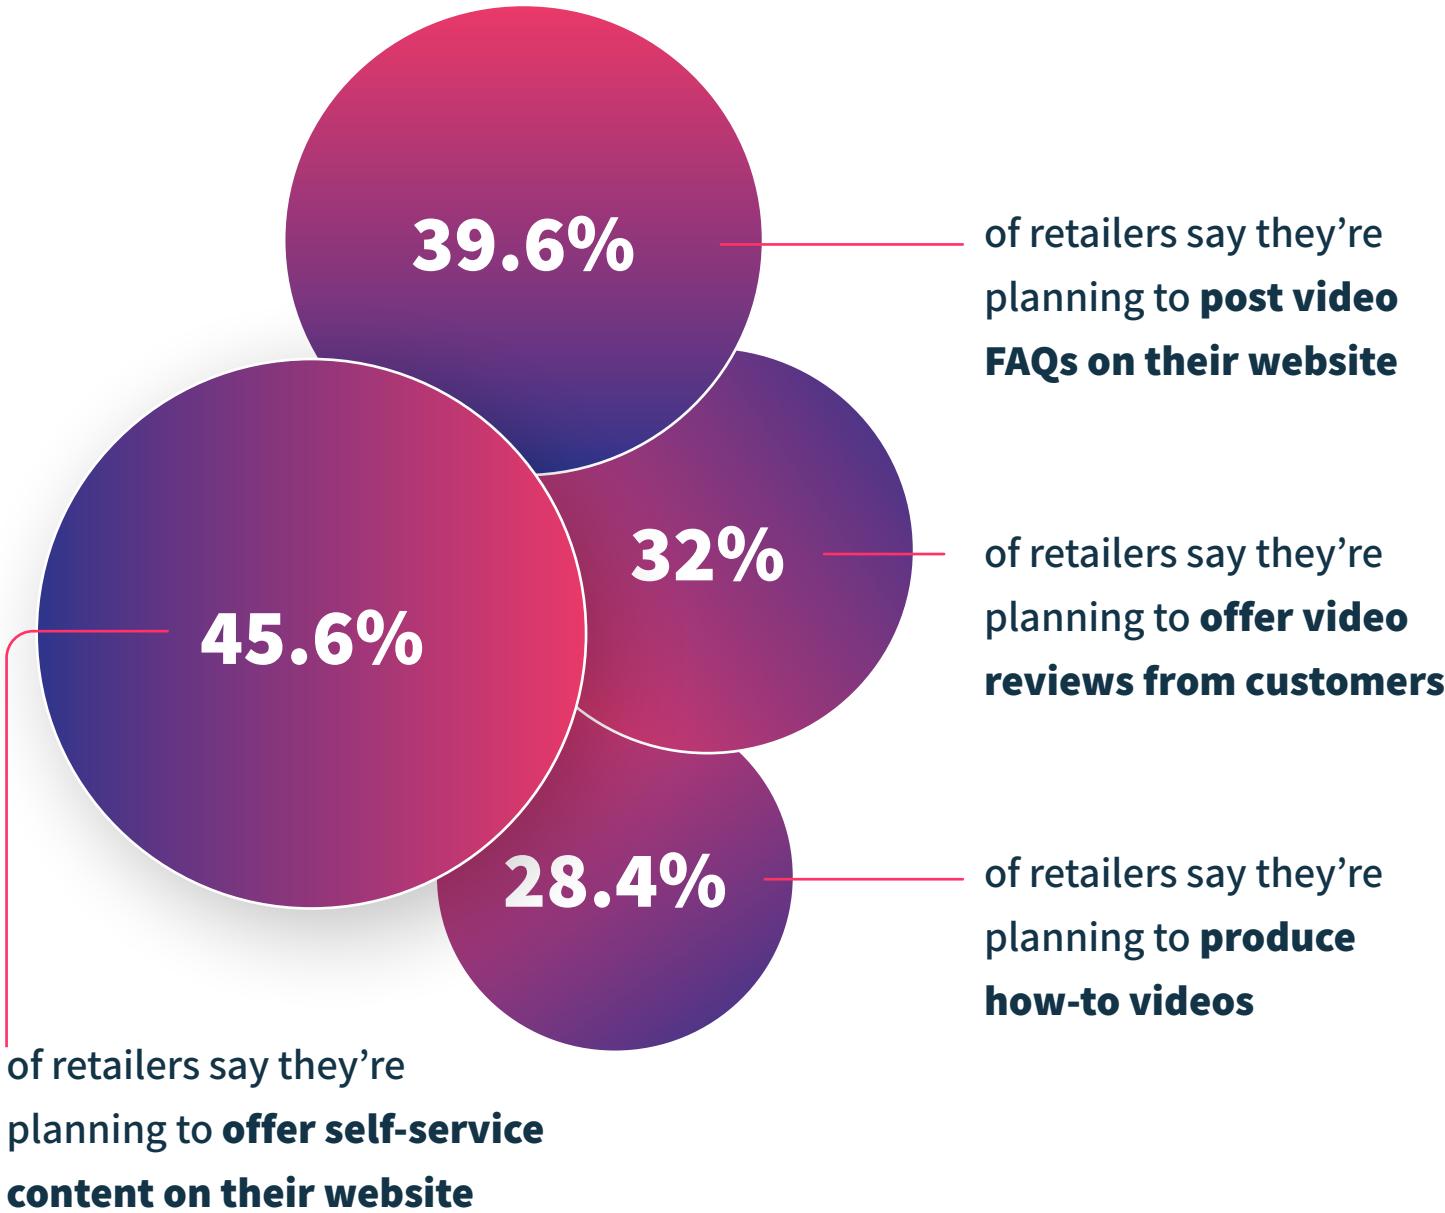 39.6%
of retailers say they’re
planning to post video
FAQs on their website
32%
of retailers say they’re
planning to offer video
reviews from customers
45.6%
of retailers say they’re
planning to offer self-service
content on their website
28.4%
of retailers say they’re
planning to produce
how-to videos